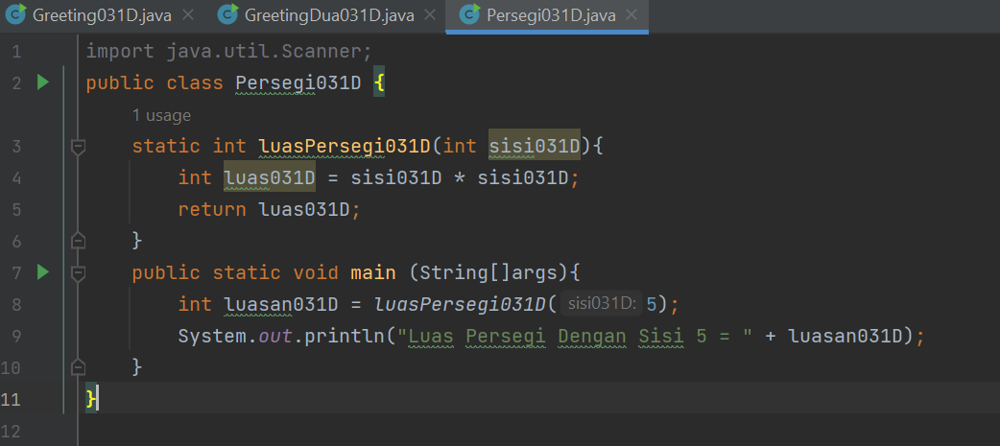 Greeting031D.java GreetingDua031D.java Persegi031D.java
1 import java.util.Scanner;
2 public class Persegi031D {
1 usage
3 static int luasPersegi031D(int sisi031D){
4 int luas031D = sisi031D * sisi031D;
5 return luas031D;
6 }
7 public static void main (String[]args){
8 int luasan031D = luasPersegi031D( sisi031D: 5);
9 System.out.println("Luas Persegi Dengan Sisi 5 = " + luasan031D);
10 }
11 }
12